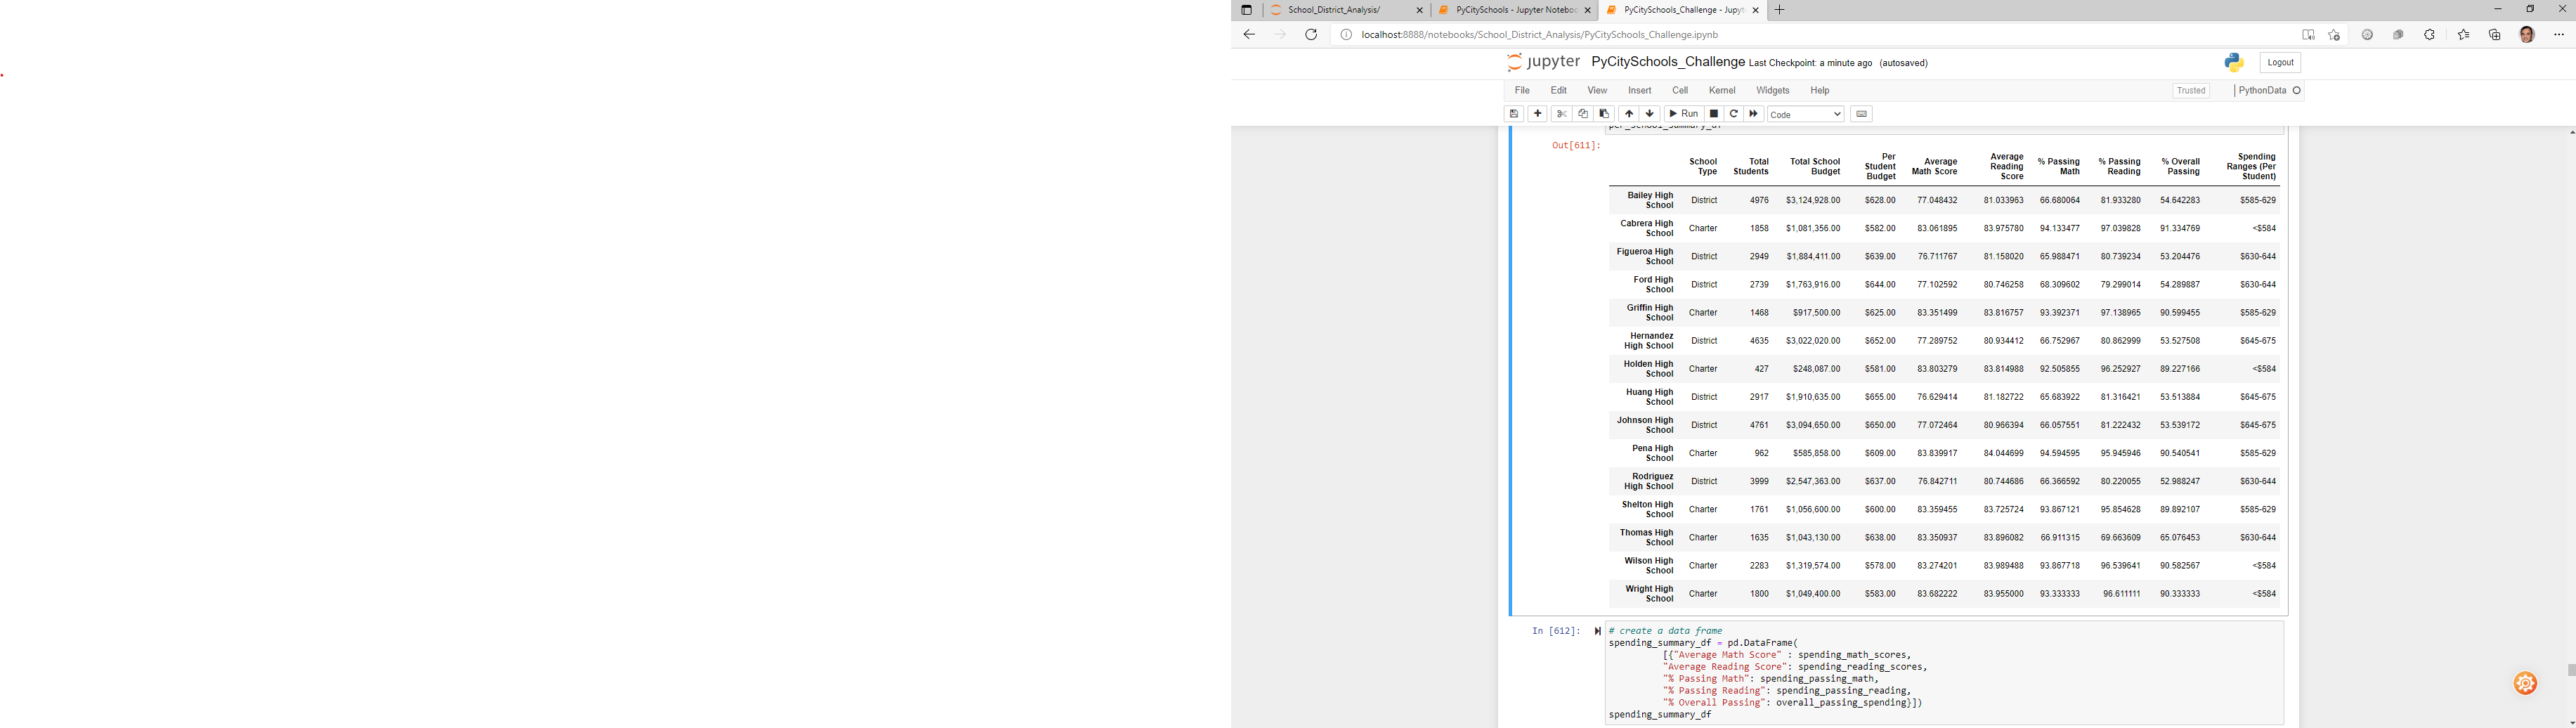 School_District_Analysis/
PyCitySchools - Jupyter Noteboo
PyCitySchools_Challenge - Jupyt
localhost:8888/notebooks/School_District_Analysis/PyCitySchools_Challenge.ipynb
jupyter PyCitySchools_Challenge Last Checkpoint: a minute ago (autosaved)
Logout
File Edit View Insert Cell Kernel Widgets Help
Trusted PythonData
Run Code
per_school_summary_df
Out[611]:
School Type Total Students Total School Budget Per Student Budget Average Math Score Average Reading Score % Passing Math % Passing Reading % Overall Passing Spending Ranges (Per Student)
Bailey High School District 4976 $3,124,928.00 $628.00 77.048432 81.033963 66.680064 81.933280 54.642283 $585-629
Cabrera High School Charter 1858 $1,081,356.00 $582.00 83.061895 83.975780 94.133477 97.039828 91.334769 <$584
Figueroa High School District 2949 $1,884,411.00 $639.00 76.711767 81.158020 65.988471 80.739234 53.204476 $630-644
Ford High School District 2739 $1,763,916.00 $644.00 77.102592 80.746258 68.309602 79.299014 54.289887 $630-644
Griffin High School Charter 1468 $917,500.00 $625.00 83.351499 83.816757 93.392371 97.138965 90.599455 $585-629
Hernandez High School District 4635 $3,022,020.00 $652.00 77.289752 80.934412 66.752967 80.862999 53.527508 $645-675
Holden High School Charter 427 $248,087.00 $581.00 83.803279 83.814988 92.505855 96.252927 89.227166 <$584
Huang High School District 2917 $1,910,635.00 $655.00 76.629414 81.182722 65.683922 81.316421 53.513884 $645-675
Johnson High School District 4761 $3,094,650.00 $650.00 77.072464 80.966394 66.057551 81.222432 53.539172 $645-675
Pena High School Charter 962 $585,858.00 $609.00 83.839917 84.044699 94.594595 95.945946 90.540541 $585-629
Rodriguez High School District 3999 $2,547,363.00 $637.00 76.842711 80.744686 66.366592 80.220055 52.988247 $630-644
Shelton High School Charter 1761 $1,056,600.00 $600.00 83.359455 83.725724 93.867121 95.854628 89.892107 $585-629
Thomas High School Charter 1635 $1,043,130.00 $638.00 83.350937 83.896082 66.911315 69.663609 65.076453 $630-644
Wilson High School Charter 2283 $1,319,574.00 $578.00 83.274201 83.989488 93.867718 96.539641 90.582567 <$584
Wright High School Charter 1800 $1,049,400.00 $583.00 83.682222 83.955000 93.333333 96.611111 90.333333 <$584
In [612]:
# create a data frame
spending_summary_df = pd.DataFrame(
[{"Average Math Score" : spending_math_scores,
"Average Reading Score": spending_reading_scores,
"% Passing Math": spending_passing_math,
"% Passing Reading": spending_passing_reading,
"% Overall Passing": overall_passing_spending}])
spending_summary_df